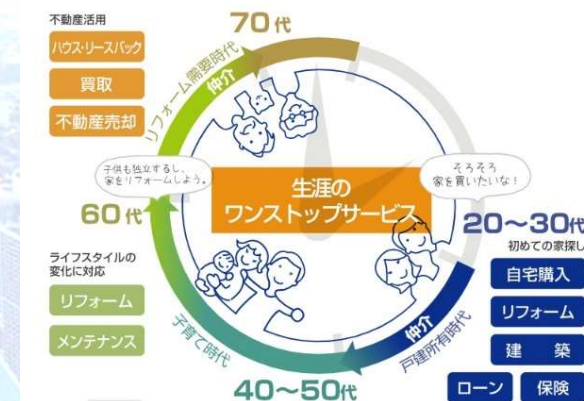 不動産活用
ハウス・リースバック
買取
不動産売却
70代
リフォーム需要時代
仲介
子供も独立するし、
家をリフォームしよう。
60代
ライフスタイルの
変化に対応
リフォーム
メンテナンス
生涯の
ワンストップサービス
そろそろ
家を買いたいな！
20〜30代
初めての家探し
自宅購入
リフォーム
建 築
ローン
保険
仲介
戸建所有時代
子育て時代
40〜50代